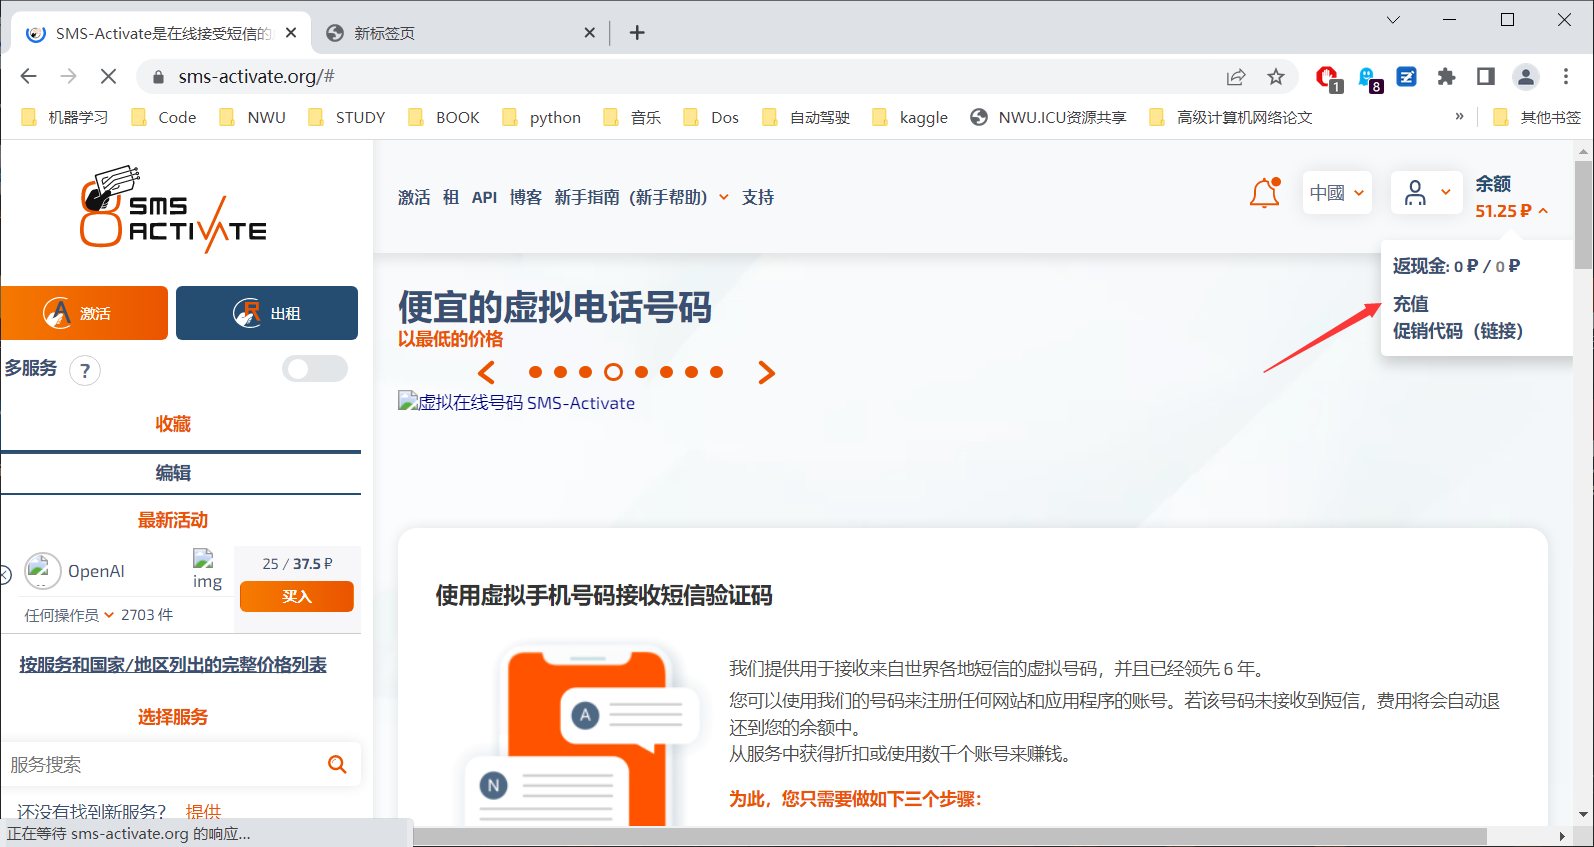 SMS-Activate是在线接受短信的
新标签页
sms-activate.org/#
1
8
机器学习
Code
NWU
STUDY
BOOK
python
音乐
Dos
自动驾驶
kaggle
NWU.ICU资源共享
高级计算机网络论文
»
其他书签
SMS
ACTIVATE
激活 租 API 博客 新手指南（新手帮助） 支持
中國
余额
51.25 ₽
返现金: 0 ₽ / 0 ₽
充值
促销代码（链接）
A 激活
R 出租
多服务 ?
收藏
编辑
最新活动
OpenAI
img
25 / 37.5 ₽
买入
任何操作员 2703 件
按服务和国家/地区列出的完整价格列表
选择服务
服务搜索
还没有找到新服务？ 提供
正在等待 sms-activate.org 的响应...
便宜的虚拟电话号码
以最低的价格
虚拟在线号码 SMS-Activate
使用虚拟手机号码接收短信验证码
A
N
我们提供用于接收来自世界各地短信的虚拟号码，并且已经领先 6 年。
您可以使用我们的号码来注册任何网站和应用程序的账号。若该号码未接收到短信，费用将会自动退
还到您的余额中。
从服务中获得折扣或使用数千个账号来赚钱。
为此，您只需要做如下三个步骤：